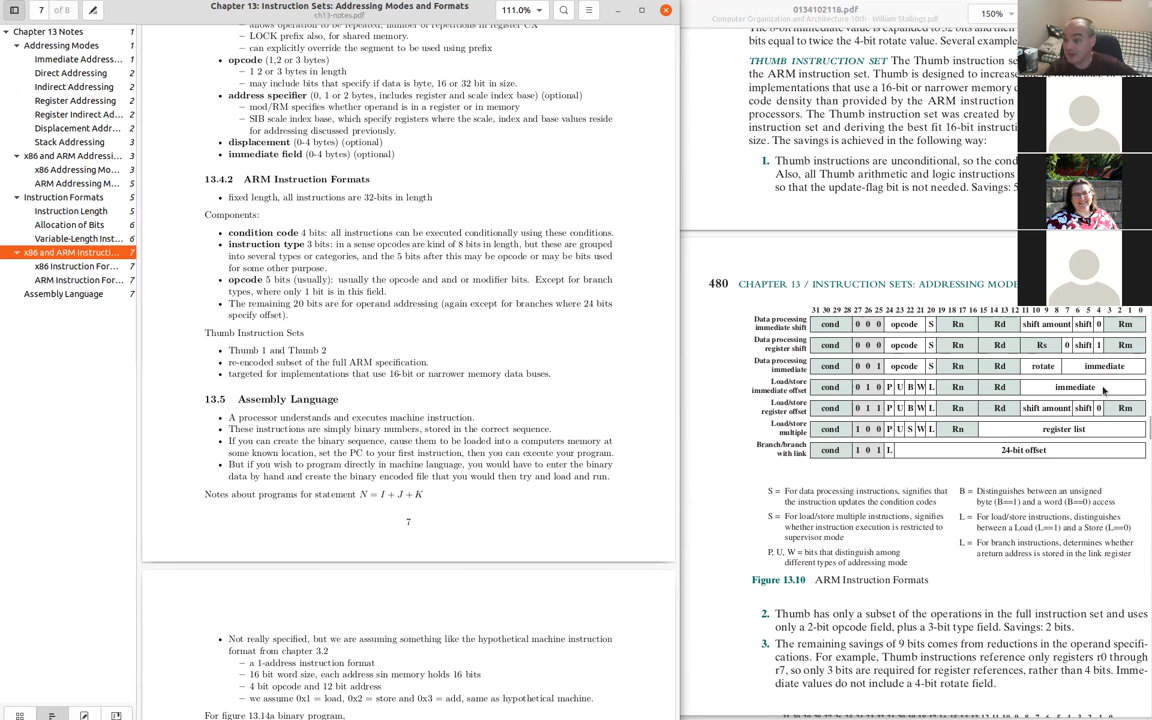 7 of 8
Chapter 13: Instruction Sets: Addressing Modes and Formats
ch13-notes.pdf
111.0%
0134102118.pdf
Computer Organization and Architecture 10th - William Stallings
150%
Chapter 13 Notes 1
Addressing Modes 1
Immediate Address... 1
Direct Addressing 2
Indirect Addressing 2
Register Addressing 2
Register Indirect Ad... 2
Displacement Addr... 2
Stack Addressing 3
x86 and ARM Addressi... 3
x86 Addressing Mo... 3
ARM Addressing M... 5
Instruction Formats 5
Instruction Length 5
Allocation of Bits 6
Variable-Length Inst... 6
x86 and ARM Instructi... 7
x86 Instruction For... 7
ARM Instruction For... 7
Assembly Language 7
– allows operation to be repeated, number of repetitions in register CX
– LOCK prefix also, for shared memory.
– can explicitly override the segment to be used using prefix
• opcode (1,2 or 3 bytes)
– 1 2 or 3 bytes in length
– may include bits that specify if data is byte, 16 or 32 bit in size.
• address specifier (0, 1 or 2 bytes, includes register and scale index base) (optional)
– mod/RM specifies whether operand is in a register or in memory
– SIB scale index base, which specify registers where the scale, index and base values reside
for addressing discussed previously.
• displacement (0-4 bytes) (optional)
• immediate field (0-4 bytes) (optional)
13.4.2 ARM Instruction Formats
• fixed length, all instructions are 32-bits in length
Components:
• condition code 4 bits: all instructions can be executed conditionally using these conditions.
• instruction type 3 bits: in a sense opcodes are kind of 8 bits in length, but these are grouped
into several types or categories, and the 5 bits after this may be opcode or may be bits used
for some other purpose.
• opcode 5 bits (usually): usually the opcode and and or modifier bits. Except for branch
types, where only 1 bit is in this field.
• The remaining 20 bits are for operand addressing (again except for branches where 24 bits
specify offset).
Thumb Instruction Sets
• Thumb 1 and Thumb 2
• re-encoded subset of the full ARM specification.
• targeted for implementations that use 16-bit or narrower memory data buses.
13.5 Assembly Language
• A processor understands and executes machine instruction.
• These instructions are simply binary numbers, stored in the correct sequence.
• If you can create the binary sequence, cause them to be loaded into a computers memory at
some known location, set the PC to your first instruction, then you can execute your program.
• But if you wish to program directly in machine language, you would have to enter the binary
data by hand and create the binary encoded file that you would then try and load and run.
Notes about programs for statement N = I + J + K
7
• Not really specified, but we are assuming something like the hypothetical machine instruction
format from chapter 3.2
– a 1-address instruction format
– 16 bit word size, each address sin memory holds 16 bits
– 4 bit opcode and 12 bit address
– we assume 0x1 = load, 0x2 = store and 0x3 = add, same as hypothetical machine.
For figure 13.14a binary program,
The 8-bit immediate value is expanded to 32 bits and then
bits equal to twice the 4-bit rotate value. Several example
THUMB INSTRUCTION SET The Thumb instruction se
the ARM instruction set. Thumb is designed to increase
implementations that use a 16-bit or narrower memory d
code density than provided by the ARM instruction
processors. The Thumb instruction set was created by
instruction set and deriving the best fit 16-bit instructi
size. The savings is achieved in the following way:
1. Thumb instructions are unconditional, so the cond
Also, all Thumb arithmetic and logic instructions
so that the update-flag bit is not needed. Savings: 5
480 CHAPTER 13 / INSTRUCTION SETS: ADDRESSING MODE
31 30 29 28 27 26 25 24 23 22 21 20 19 18 17 16 15 14 13 12 11 10 9 8 7 6 5 4 3 2 1 0
Data processing immediate shift cond 0 0 0 opcode S Rn Rd shift amount shift 0 Rm
Data processing register shift cond 0 0 0 opcode S Rn Rd Rs 0 shift 1 Rm
Data processing immediate cond 0 0 1 opcode S Rn Rd rotate immediate
Load/store immediate offset cond 0 1 0 P U B W L Rn Rd immediate
Load/store register offset cond 0 1 1 P U B W L Rn Rd shift amount shift 0 Rm
Load/store multiple cond 1 0 0 P U S W L Rn register list
Branch/branch with link cond 1 0 1 L 24-bit offset
S = For data processing instructions, signifies that
the instruction updates the condition codes
S = For load/store multiple instructions, signifies
whether instruction execution is restricted to
supervisor mode
P, U, W = bits that distinguish among
different types of addressing mode
B = Distinguishes between an unsigned
byte (B==1) and a word (B==0) access
L = For load/store instructions, distinguishes
between a Load (L==1) and a Store (L==0)
L = For branch instructions, determines whether
a return address is stored in the link register
Figure 13.10 ARM Instruction Formats
2. Thumb has only a subset of the operations in the full instruction set and uses
only a 2-bit opcode field, plus a 3-bit type field. Savings: 2 bits.
3. The remaining savings of 9 bits comes from reductions in the operand specifi-
cations. For example, Thumb instructions reference only registers r0 through
r7, so only 3 bits are required for register references, rather than 4 bits. Imme-
diate values do not include a 4-bit rotate field.